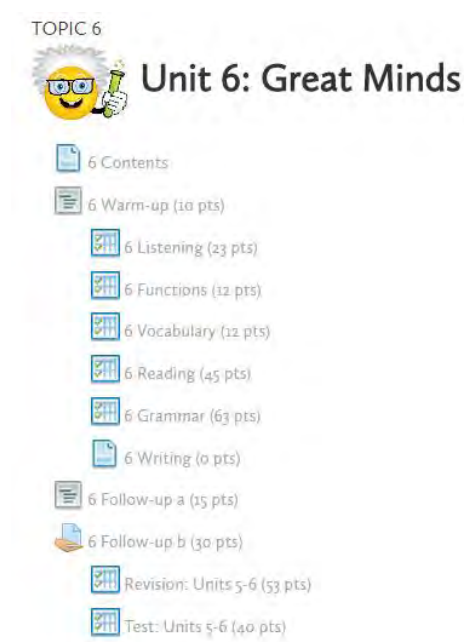 TOPIC 6
Unit 6: Great Minds
6 Contents
6 Warm-up (10 pts)
6 Listening (23 pts)
6 Functions (12 pts)
6 Vocabulary (12 pts)
6 Reading (45 pts)
6 Grammar (63 pts)
6 Writing (0 pts)
6 Follow-up a (15 pts)
6 Follow-up b (30 pts)
Revision: Units 5-6 (53 pts)
Test: Units 5-6 (40 pts)